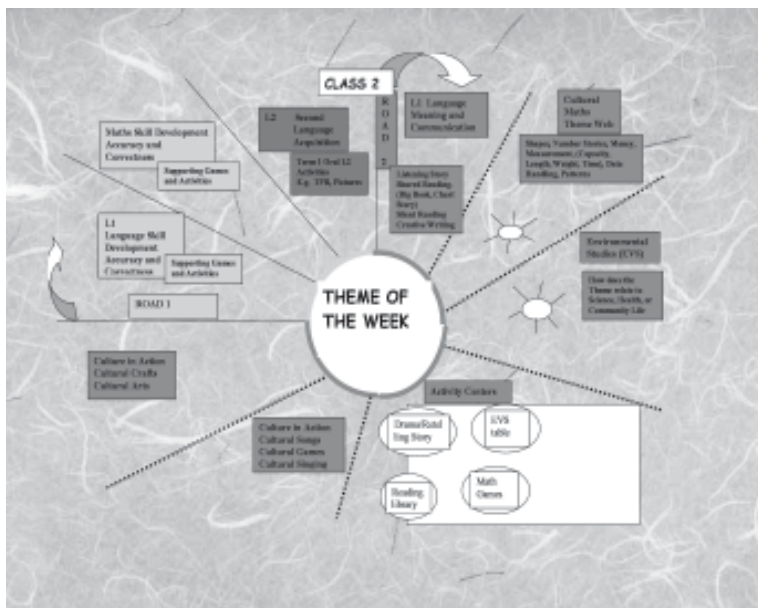 CLASS 2
ROAD 2
L1 Language
Meaning and
Communication
Listening Story
Shared Reading,
(Big Book, Chart
Story)
Silent Reading
Creative Writing
Cultural
Maths
Theme Web
Shapes, Number Stories, Money,
Measurement, (Capacity,
Length, Weight, Time), Data
Handling, Patterns
Environmental
Studies (EVS)
How does the
Theme relate to
Science, Health, or
Community Life
Activity Centers
Drama/Retel
ling Story
EVS
table
Reading
library
Math
Games
Culture in Action
Cultural Songs
Cultural Games
Cultural Singing
Culture in Action
Cultural Crafts
Cultural Arts
ROAD 1
L1
Language Skill
Development
Accuracy and
Correctness
Supporting Games
and Activities
Maths Skill Development
Accuracy and
Correctness
Supporting Games
and Activities
L2 Second
Language
Acquisition
Term I Oral L2
Activities
E.g. TPR, Pictures
THEME OF
THE WEEK